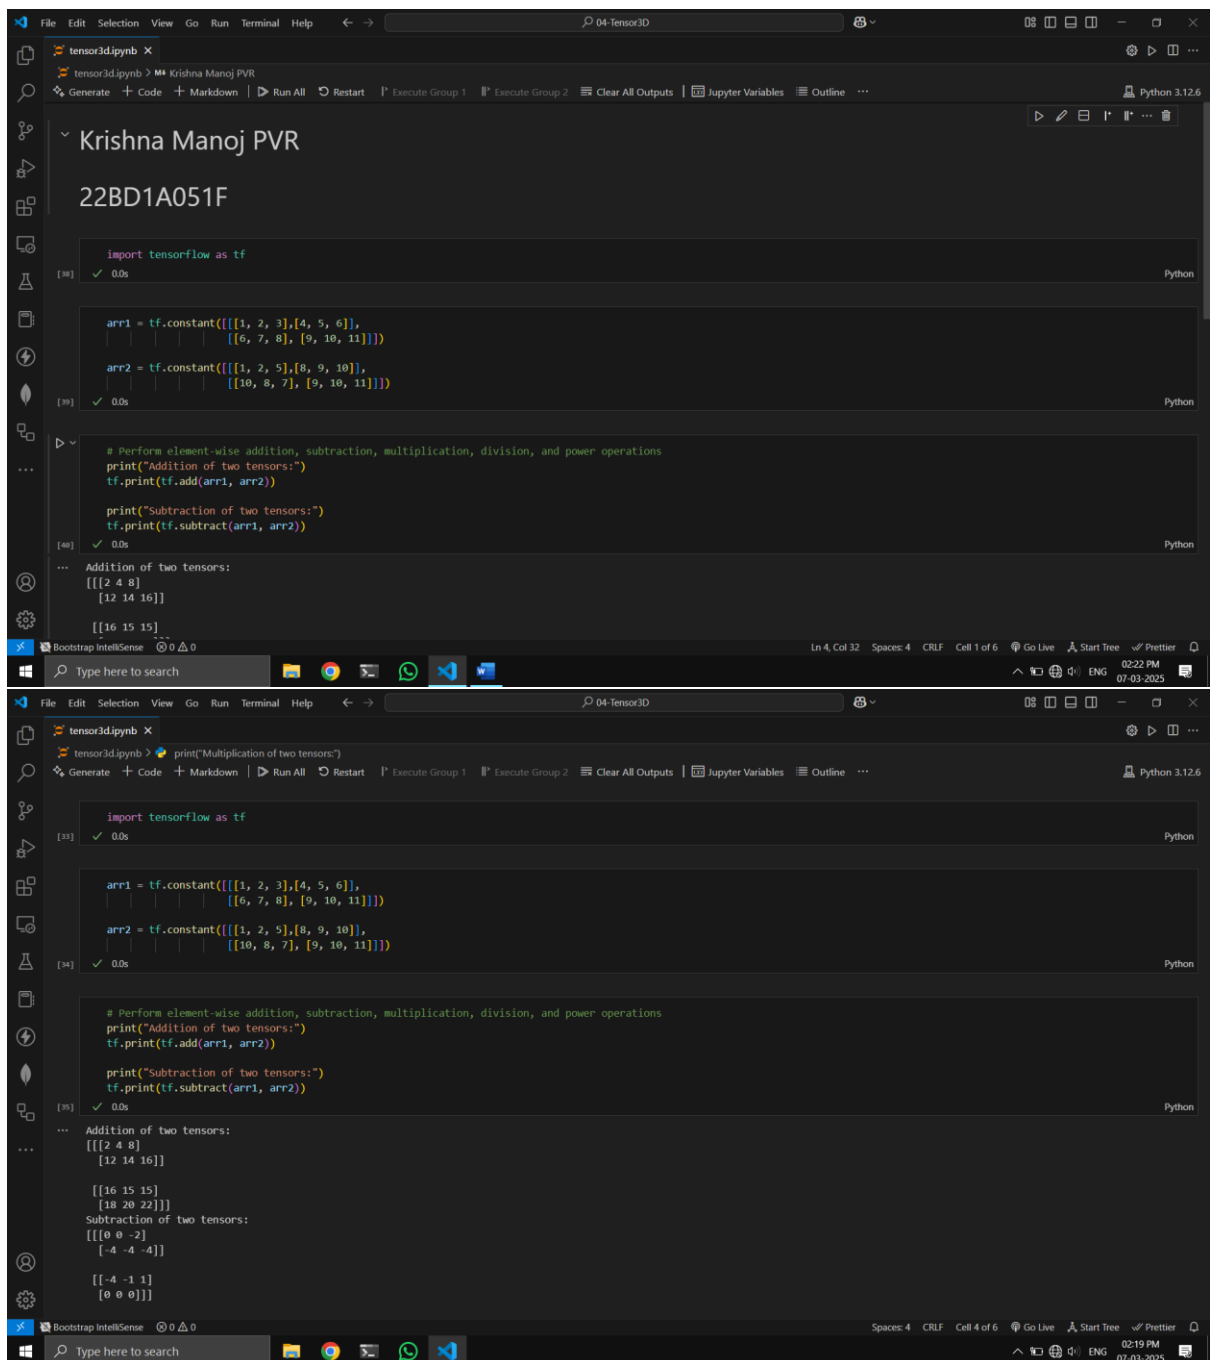 File Edit Selection View Go Run Terminal Help
04-Tensor3D
tensor3d.ipynb
tensor3d.ipynb > M↓ Krishna Manoj PVR
Generate + Code + Markdown | Run All Restart Execute Group 1 Execute Group 2 Clear All Outputs | Jupyter Variables Outline ...
Python 3.12.6
Krishna Manoj PVR
22BD1A051F
import tensorflow as tf
[38] ✓ 0.0s
Python
arr1 = tf.constant([[[1, 2, 3],[4, 5, 6]],
[[6, 7, 8], [9, 10, 11]]])
arr2 = tf.constant([[[1, 2, 5],[8, 9, 10]],
[[10, 8, 7], [9, 10, 11]]])
[39] ✓ 0.0s
Python
# Perform element-wise addition, subtraction, multiplication, division, and power operations
print("Addition of two tensors:")
tf.print(tf.add(arr1, arr2))
print("Subtraction of two tensors:")
tf.print(tf.subtract(arr1, arr2))
[40] ✓ 0.0s
Python
... Addition of two tensors:
[[[2 4 8]
[12 14 16]]
[[16 15 15]
Bootstrap IntelliSense 0 0
Ln 4, Col 32 Spaces: 4 CRLF Cell 1 of 6 Go Live Start Tree Prettier
Type here to search
ENG
02:22 PM
07-03-2025
File Edit Selection View Go Run Terminal Help
04-Tensor3D
tensor3d.ipynb
tensor3d.ipynb > print("Multiplication of two tensors:")
Generate + Code + Markdown | Run All Restart Execute Group 1 Execute Group 2 Clear All Outputs | Jupyter Variables Outline ...
Python 3.12.6
import tensorflow as tf
[33] ✓ 0.0s
Python
arr1 = tf.constant([[[1, 2, 3],[4, 5, 6]],
[[6, 7, 8], [9, 10, 11]]])
arr2 = tf.constant([[[1, 2, 5],[8, 9, 10]],
[[10, 8, 7], [9, 10, 11]]])
[34] ✓ 0.0s
Python
# Perform element-wise addition, subtraction, multiplication, division, and power operations
print("Addition of two tensors:")
tf.print(tf.add(arr1, arr2))
print("Subtraction of two tensors:")
tf.print(tf.subtract(arr1, arr2))
[35] ✓ 0.0s
Python
... Addition of two tensors:
[[[2 4 8]
[12 14 16]]
[[16 15 15]
[18 20 22]]]
Subtraction of two tensors:
[[[0 0 -2]
[-4 -4 -4]]
[[-4 -1 1]
[0 0 0]]]
Bootstrap IntelliSense 0 0
Spaces: 4 CRLF Cell 4 of 6 Go Live Start Tree Prettier
Type here to search
ENG
02:19 PM
07-03-2025